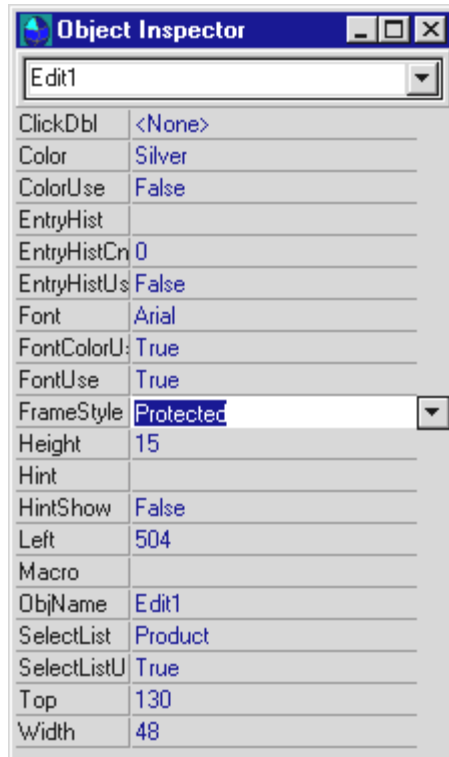 Object Inspector
Edit1
ClickDbl <None>
Color Silver
ColorUse False
EntryHist
EntryHistCn 0
EntryHistUs False
Font Arial
FontColorUs True
FontUse True
FrameStyle Protected
Height 15
Hint
HintShow False
Left 504
Macro
ObjName Edit1
SelectList Product
SelectListU True
Top 130
Width 48